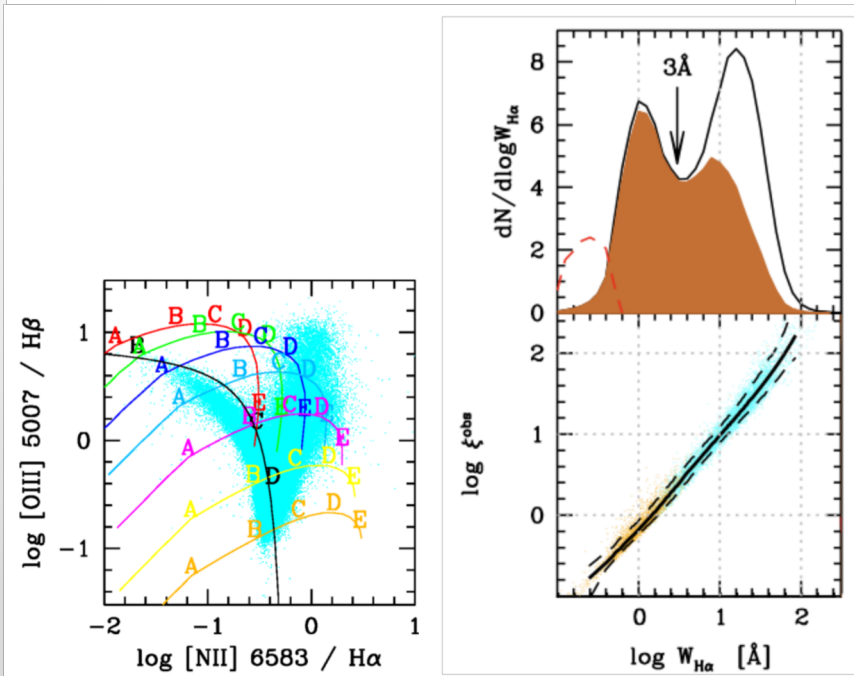 log [OIII] 5007 / Hβ
1
0
−1
−2
−1
0
1
log [NII] 6583 / Hα
A B C D E
A B C D E
A B C D E
A B C D
A B C D E
A B C D E
A B C D E
B C D
dN/dlogW_Hα
8
6
4
2
0
3Å
log ξ^obs
2
1
0
0
1
2
log W_Hα [Å]